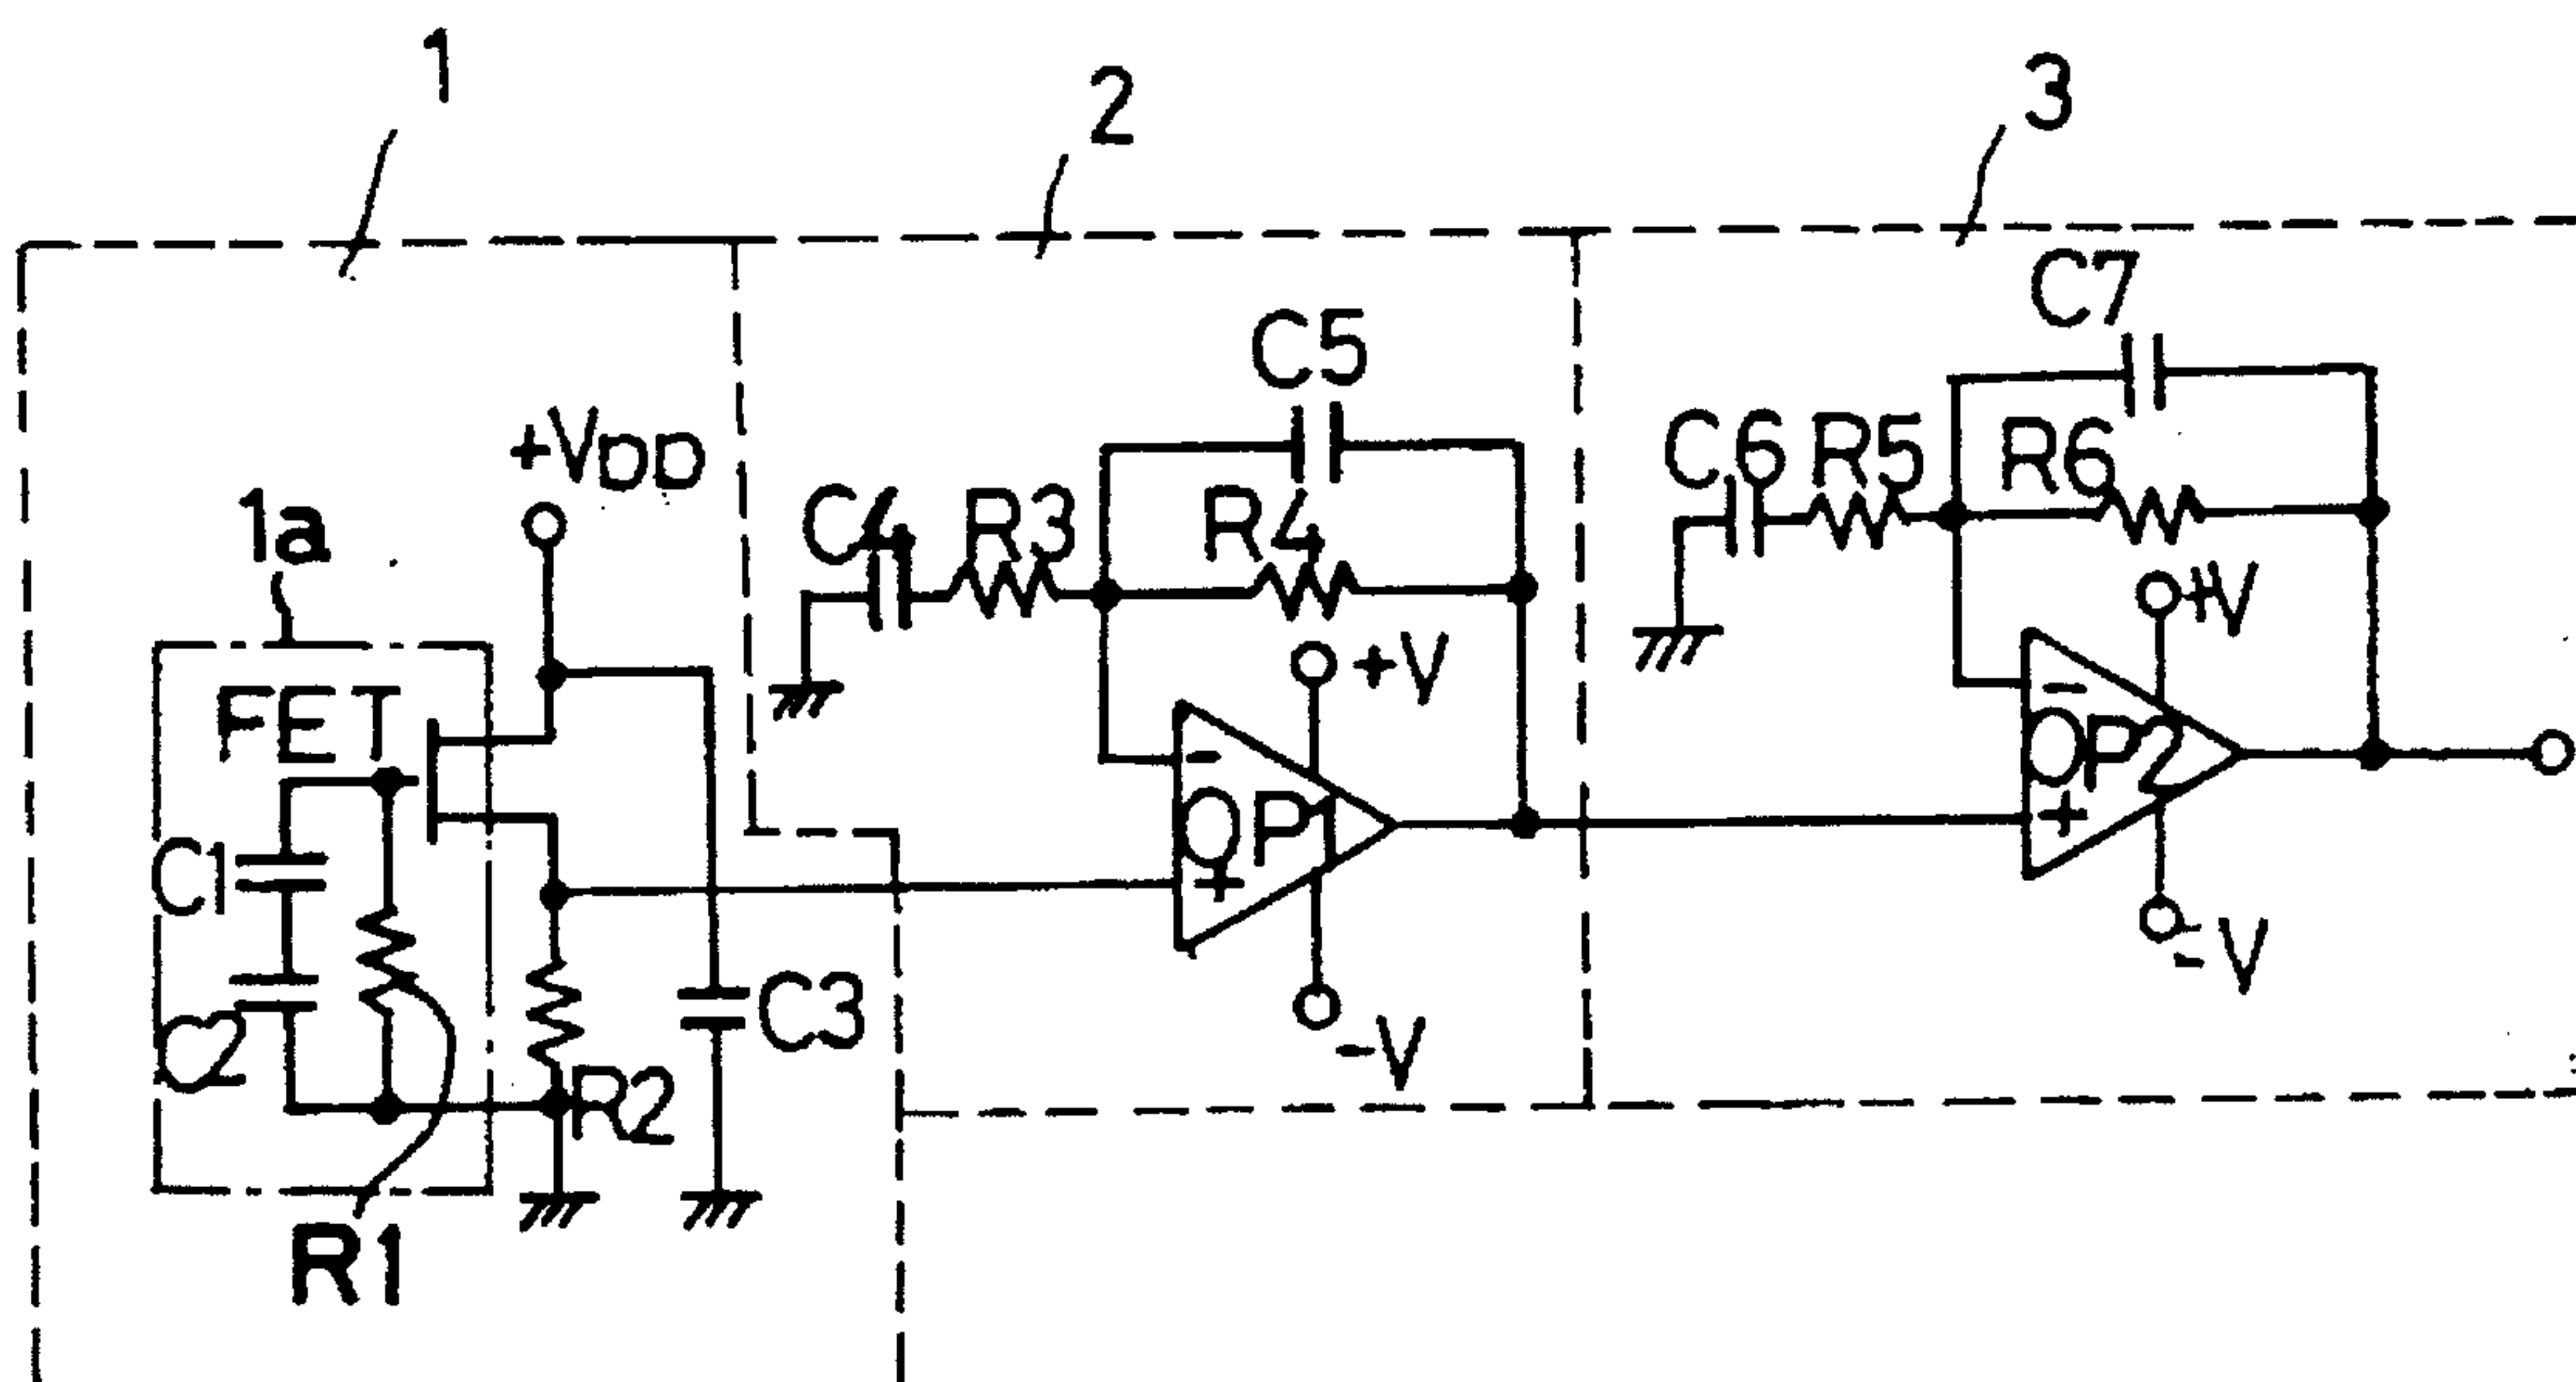 1
2
3
C7
C5
+VDD
C6 R5 R6
1a
C4 R3 R4
+V
+V
FET
-
-
OP2
OP1
+
C1
+
-V
C3
C2
-V
R2
R1